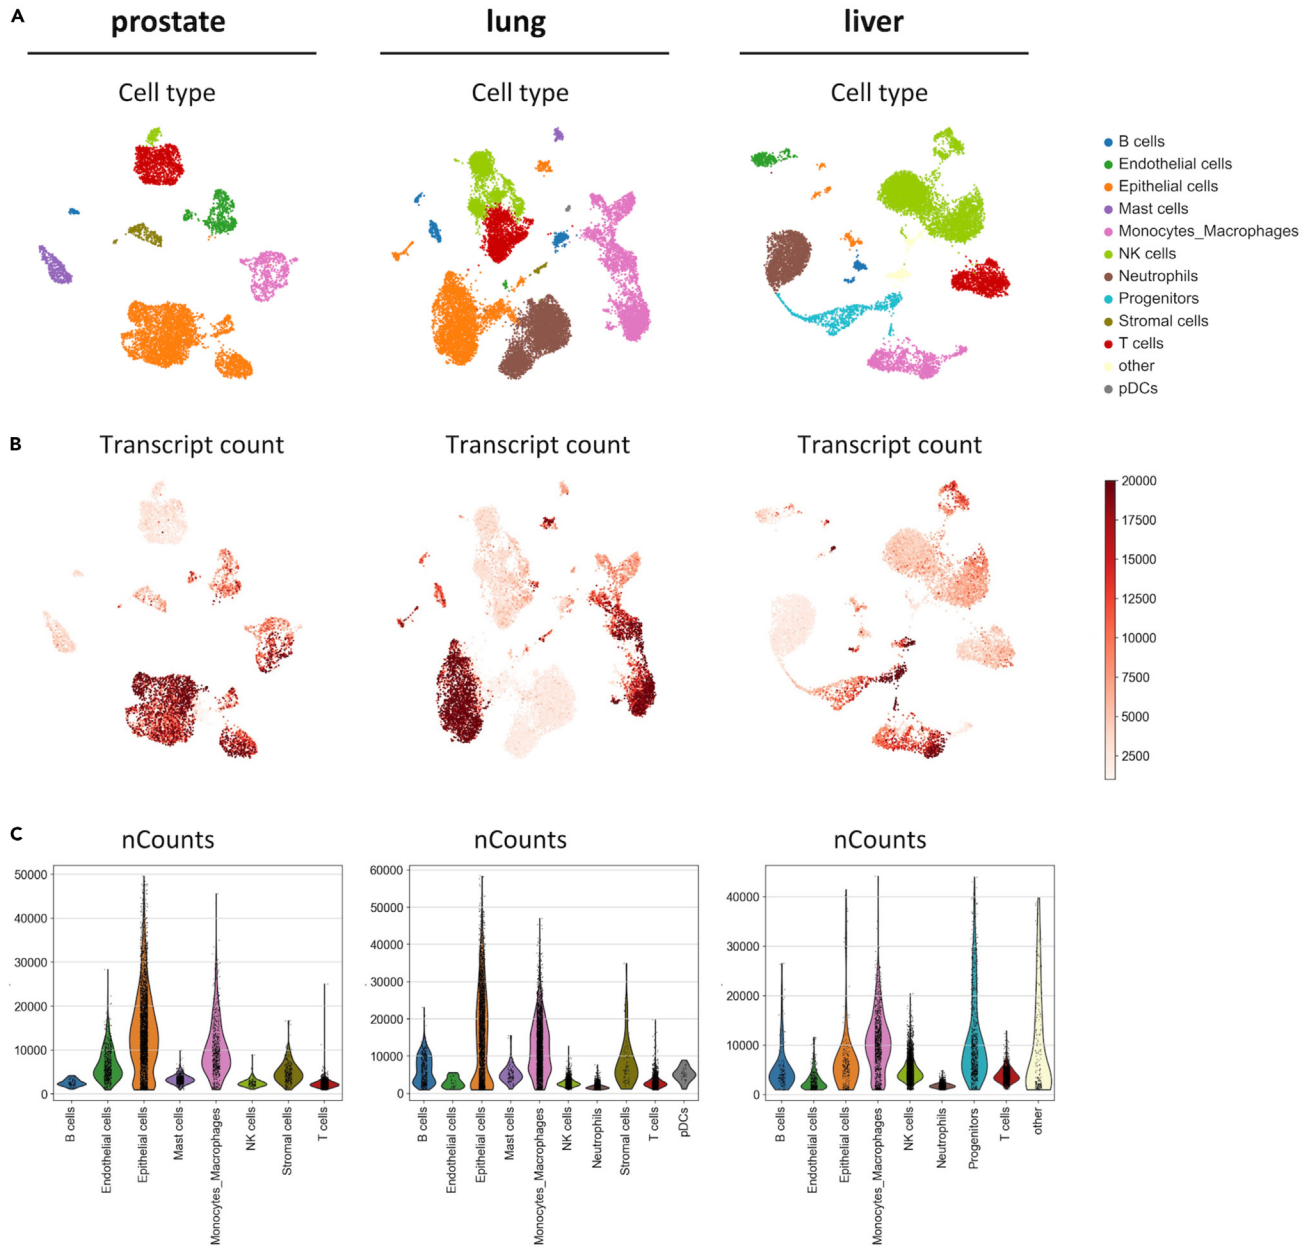 A
prostate
lung
liver
Cell type
Cell type
Cell type
B cells
Endothelial cells
Epithelial cells
Mast cells
Monocytes_Macrophages
NK cells
Neutrophils
Progenitors
Stromal cells
T cells
other
pDCs
B
Transcript count
Transcript count
Transcript count
20000
17500
15000
12500
10000
7500
5000
2500
C
nCounts
nCounts
nCounts
50000
40000
30000
20000
10000
0
B cells
Endothelial cells
Epithelial cells
Mast cells
Monocytes_Macrophages
NK cells
Stromal cells
T cells
60000
50000
40000
30000
20000
10000
0
B cells
Endothelial cells
Epithelial cells
Mast cells
Monocytes_Macrophages
NK cells
Neutrophils
Stromal cells
T cells
pDCs
40000
30000
20000
10000
0
B cells
Endothelial cells
Epithelial cells
Monocytes_Macrophages
NK cells
Neutrophils
Progenitors
T cells
other